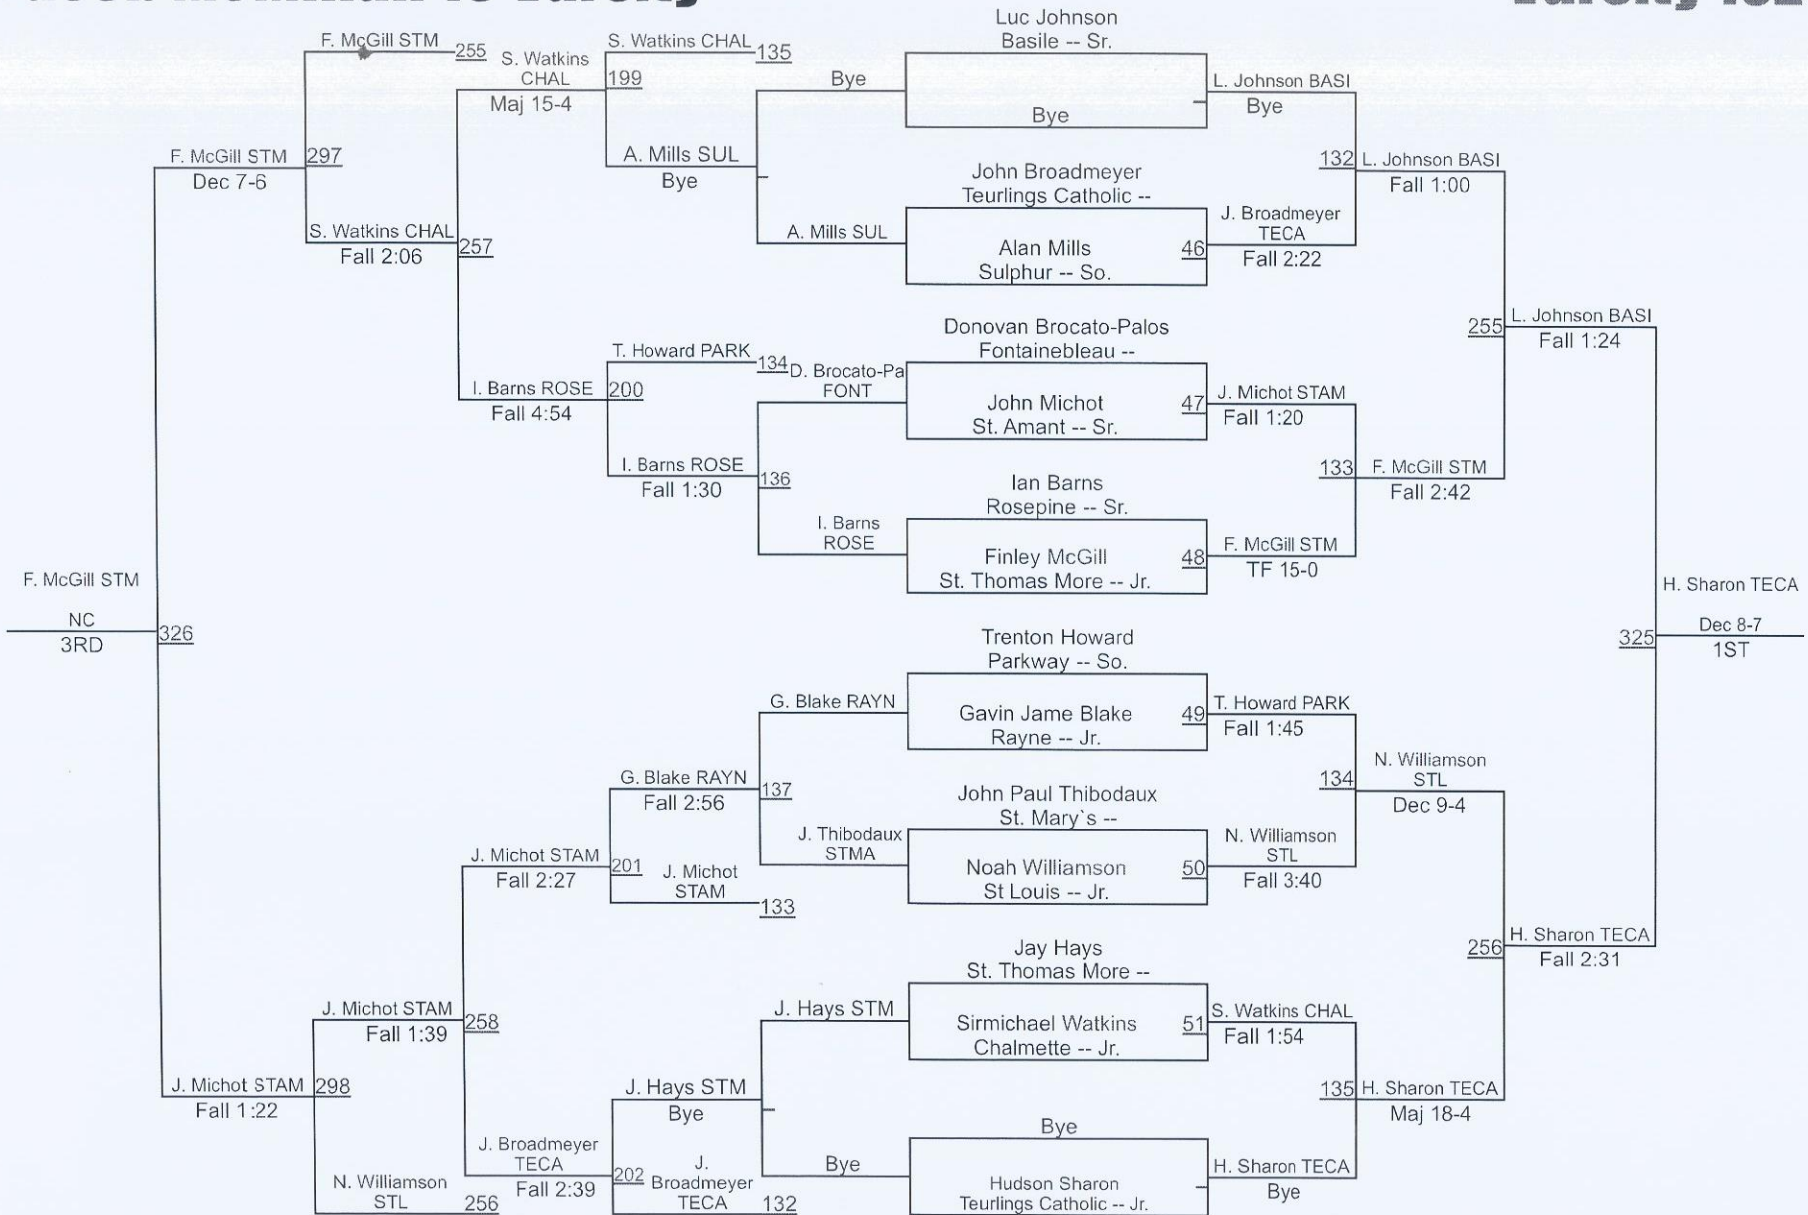 F. McGill STM
255
S. Watkins
CHAL
Maj 15-4
S. Watkins CHAL
135
199
A. Mills SUL
Bye
Bye
A. Mills SUL
F. McGill STM
Dec 7-6
297
S. Watkins CHAL
Fall 2:06
257
I. Barns ROSE
Fall 4:54
T. Howard PARK
134
200
D. Brocato-Pa
FONT
I. Barns ROSE
Fall 1:30
136
I. Barns
ROSE
F. McGill STM
NC
3RD
326
G. Blake RAYN
G. Blake RAYN
Fall 2:56
137
J. Thibodaux
STMA
J. Michot STAM
Fall 2:27
201
J. Michot
STAM
133
J. Michot STAM
Fall 1:39
258
J. Michot STAM
Fall 1:22
298
J. Hays STM
J. Hays STM
Bye
Bye
J. Broadmeyer
TECA
Fall 2:39
202
J.
Broadmeyer
TECA
132
N. Williamson
STL
256
Luc Johnson
Basile -- Sr.
Bye
John Broadmeyer
Teurlings Catholic --
Alan Mills
Sulphur -- So.
46
Donovan Brocato-Palos
Fontainebleau --
John Michot
St. Amant -- Sr.
47
Ian Barns
Rosepine -- Sr.
Finley McGill
St. Thomas More -- Jr.
48
Trenton Howard
Parkway -- So.
Gavin Jame Blake
Rayne -- Jr.
49
John Paul Thibodaux
St. Mary`s --
Noah Williamson
St Louis -- Jr.
50
Jay Hays
St. Thomas More --
Sirmichael Watkins
Chalmette -- Jr.
51
Bye
Hudson Sharon
Teurlings Catholic -- Jr.
L. Johnson BASI
Bye
132
L. Johnson BASI
Fall 1:00
J. Broadmeyer
TECA
Fall 2:22
255
L. Johnson BASI
Fall 1:24
J. Michot STAM
Fall 1:20
133
F. McGill STM
Fall 2:42
F. McGill STM
TF 15-0
H. Sharon TECA
Dec 8-7
1ST
325
T. Howard PARK
Fall 1:45
134
N. Williamson
STL
Dec 9-4
N. Williamson
STL
Fall 3:40
256
H. Sharon TECA
Fall 2:31
S. Watkins CHAL
Fall 1:54
135
H. Sharon TECA
Maj 18-4
H. Sharon TECA
Bye